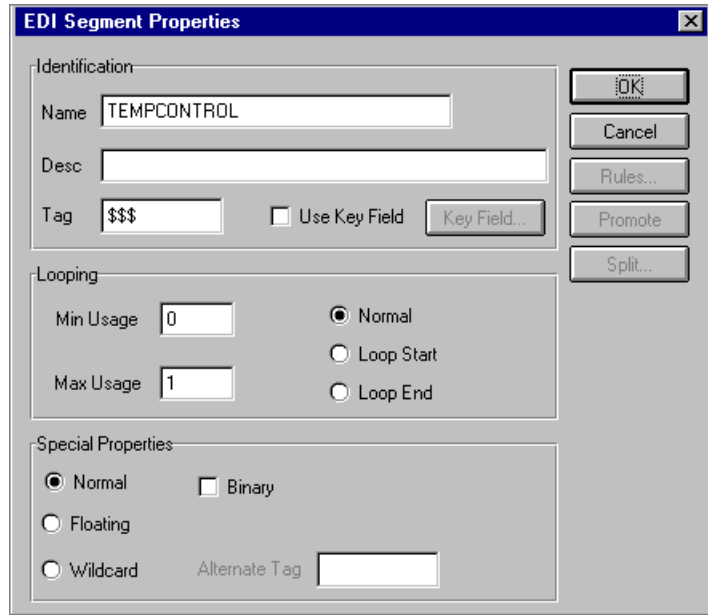 EDI Segment Properties
Identification
Name TEMPCONTROL
Desc
Tag $$$ Use Key Field Key Field...
OK
Cancel
Rules...
Promote
Split...
Looping
Min Usage 0
Max Usage 1
Normal
Loop Start
Loop End
Special Properties
Normal
Binary
Floating
Wildcard
Alternate Tag